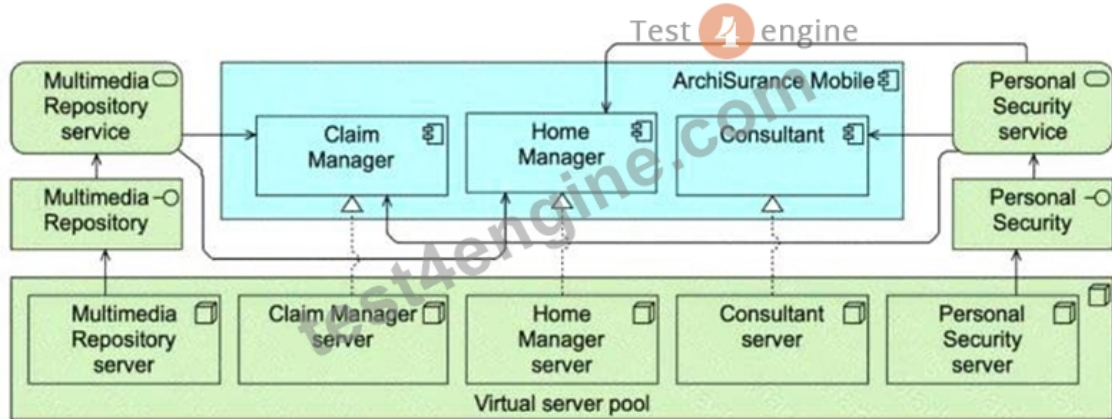 Test 4 engine
Multimedia
Repository
service
ArchiSurance Mobile
Personal
Security
service
Claim
Manager
Home
Manager
Consultant
Multimedia
Repository
Personal
Security
test4engine.com
Multimedia
Repository
server
Claim Manager
server
Home
Manager
server
Consultant
server
Personal
Security
server
Virtual server pool